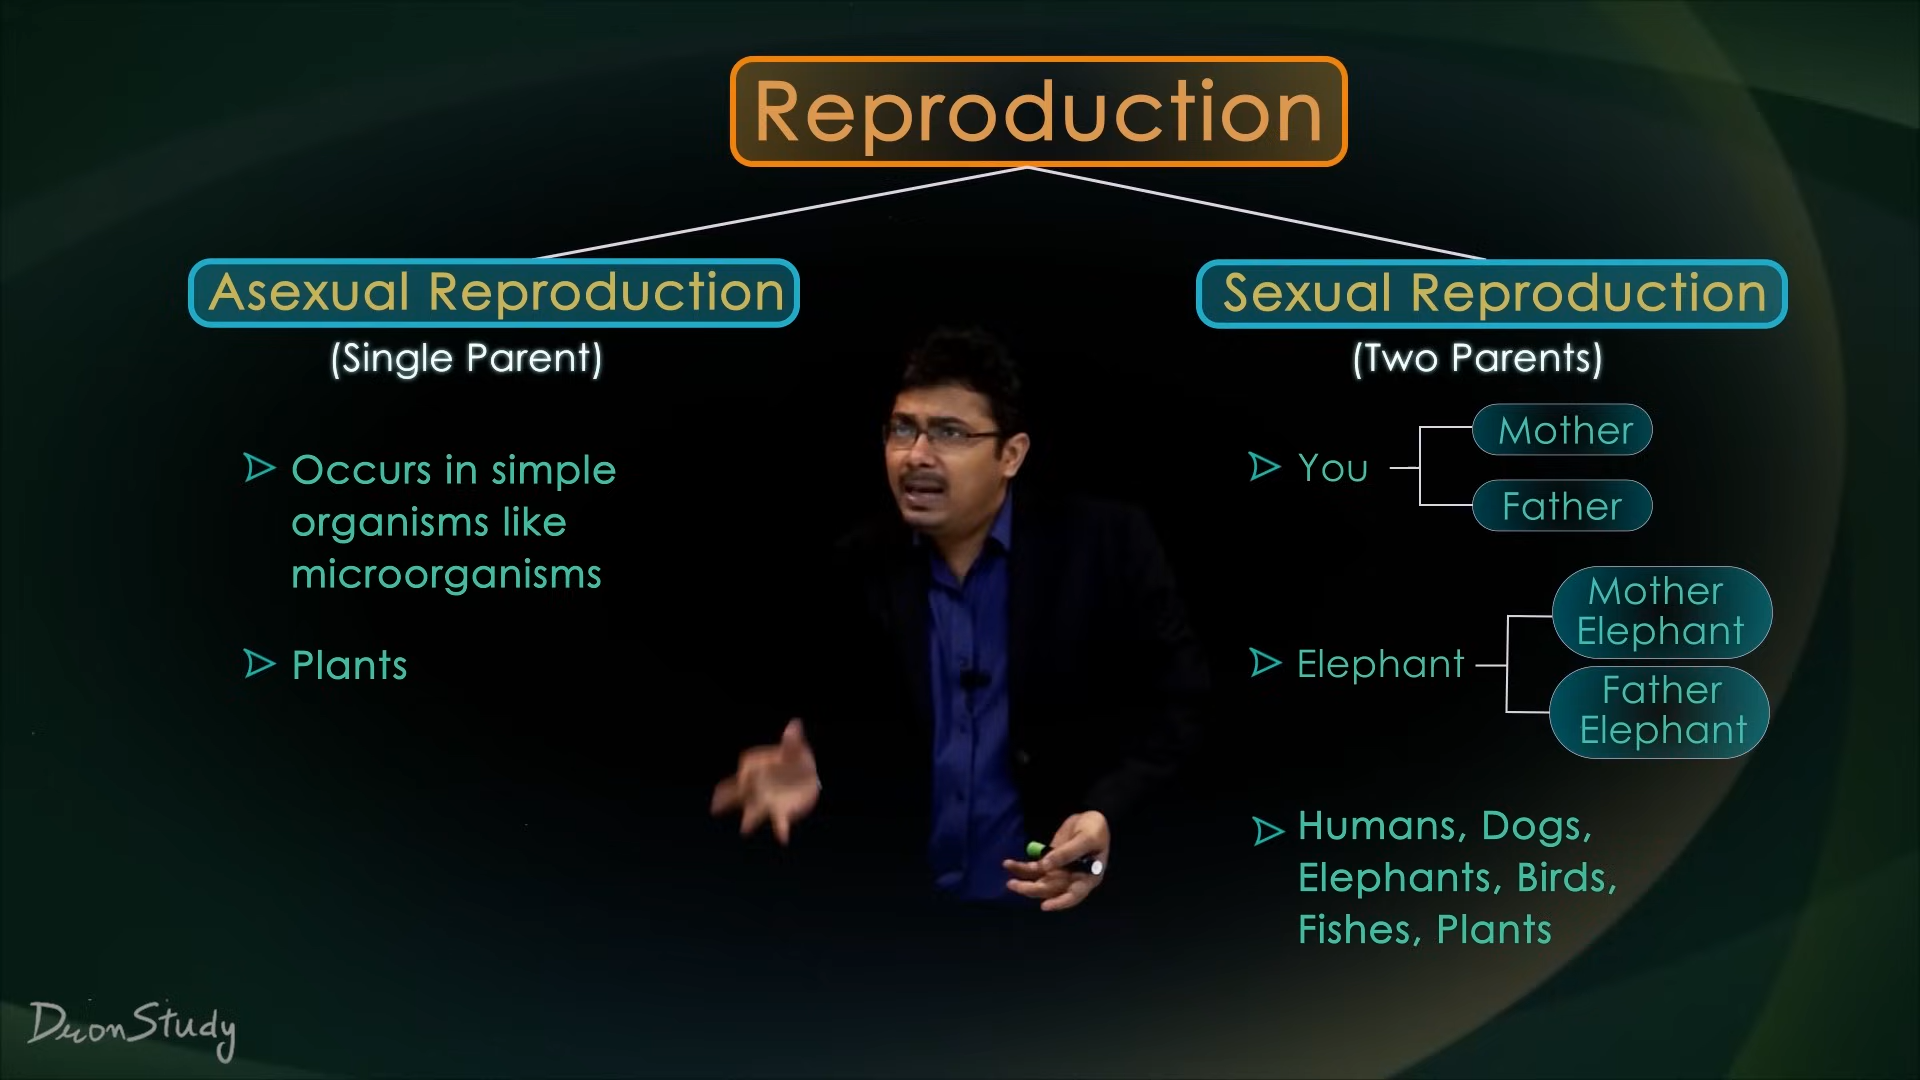 Reproduction
Asexual Reproduction
(Single Parent)
Occurs in simple
organisms like
microorganisms
Plants
Sexual Reproduction
(Two Parents)
You
Mother
Father
Elephant
Mother
Elephant
Father
Elephant
Humans, Dogs,
Elephants, Birds,
Fishes, Plants
DronStudy